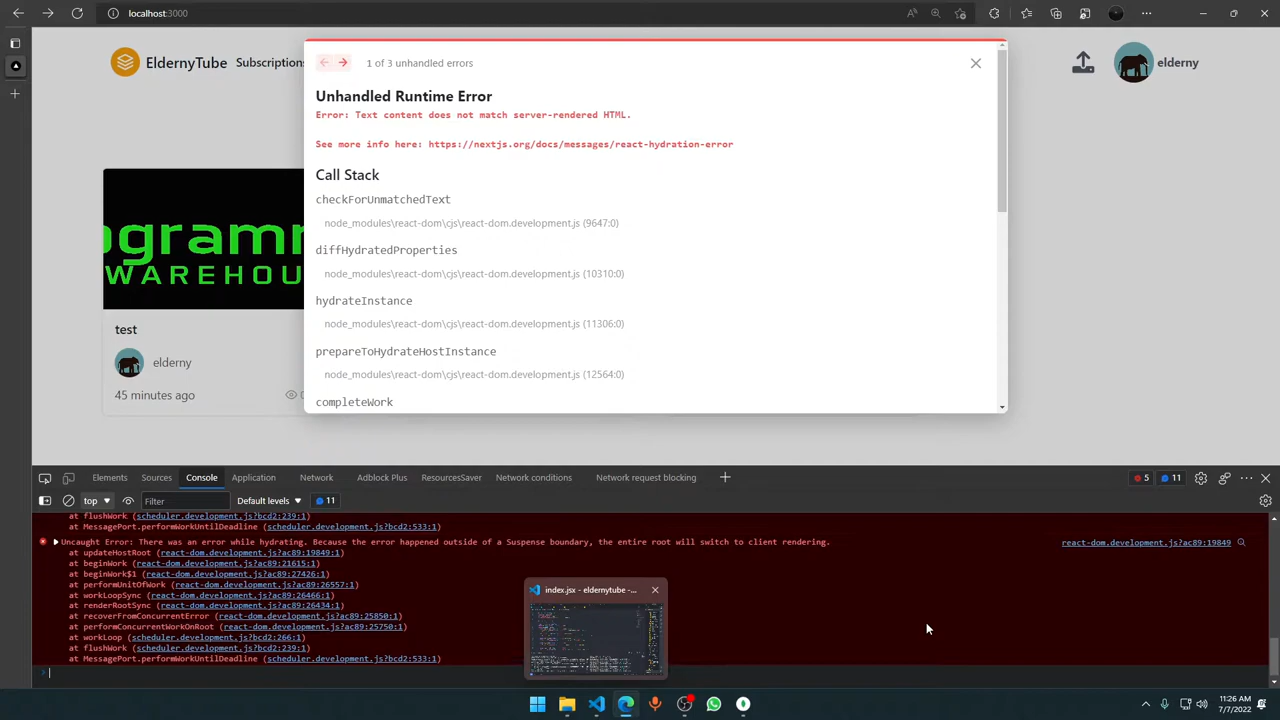 localhost:3000
EldernyTube
Subscriptions
elderny
1 of 3 unhandled errors
Unhandled Runtime Error
Error: Text content does not match server-rendered HTML.
See more info here: https://nextjs.org/docs/messages/react-hydration-error
Call Stack
checkForUnmatchedText
node_modules\react-dom\cjs\react-dom.development.js (9647:0)
diffHydratedProperties
node_modules\react-dom\cjs\react-dom.development.js (10310:0)
hydrateInstance
node_modules\react-dom\cjs\react-dom.development.js (11306:0)
prepareToHydrateHostInstance
node_modules\react-dom\cjs\react-dom.development.js (12564:0)
completeWork
ogramm
WAREHOU
test
elderny
45 minutes ago
Elements Sources Console Application Network Adblock Plus ResourcesSaver Network conditions Network request blocking
5 11
top Filter Default levels 11
at flushWork (scheduler.development.js?bcd2:239:1)
at MessagePort.performWorkUntilDeadline (scheduler.development.js?bcd2:533:1)
Uncaught Error: There was an error while hydrating. Because the error happened outside of a Suspense boundary, the entire root will switch to client rendering. react-dom.development.js?ac89:19849
at updateHostRoot (react-dom.development.js?ac89:19849:1)
at beginWork (react-dom.development.js?ac89:21615:1)
at beginWork$1 (react-dom.development.js?ac89:27426:1)
at performUnitOfWork (react-dom.development.js?ac89:26557:1)
at workLoopSync (react-dom.development.js?ac89:26466:1)
at renderRootSync (react-dom.development.js?ac89:26434:1)
at recoverFromConcurrentError (react-dom.development.js?ac89:25850:1)
at performConcurrentWorkOnRoot (react-dom.development.js?ac89:25750:1)
at workLoop (scheduler.development.js?bcd2:266:1)
at flushWork (scheduler.development.js?bcd2:239:1)
at MessagePort.performWorkUntilDeadline (scheduler.development.js?bcd2:533:1)
index.jsx - eldernytube -...
11:26 AM
7/7/2022